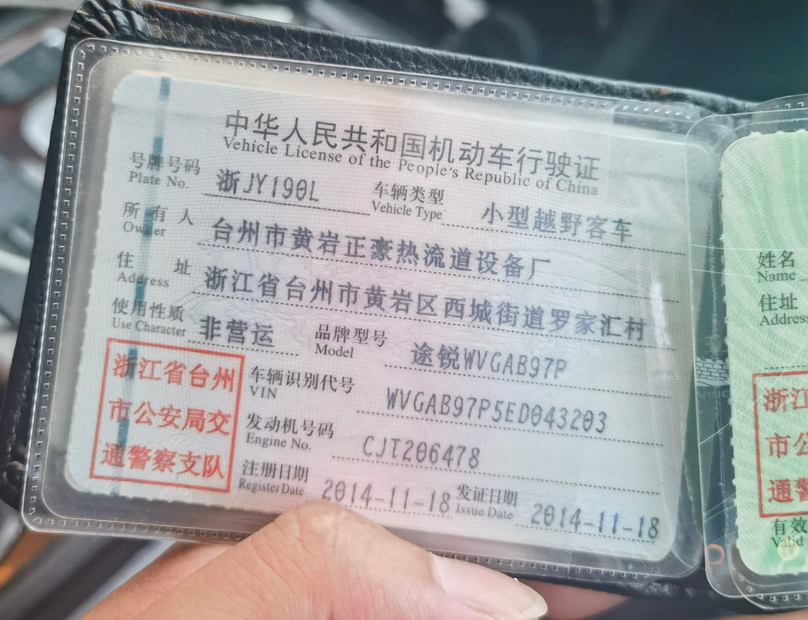 中华人民共和国机动车行驶证
Vehicle License of the People's Republic of China
号牌号码 浙JY190L 车辆类型 小型越野客车
Plate No. Vehicle Type
所有人 台州市黄岩正豪热流道设备厂
Owner
住址 浙江省台州市黄岩区西城街道罗家汇村
Address
使用性质 非营运 品牌型号 途锐WVGAB97P
Use Character Model
浙江省台州
市公安局交
通警察支队
车辆识别代号 WVGAB97P5ED043203
VIN
发动机号码 CJT206478
Engine No.
注册日期 2014-11-18 发证日期 2014-11-18
Register Date Issue Date
姓名
Name
住址
Address
浙江
市公
通警
有效
Valid